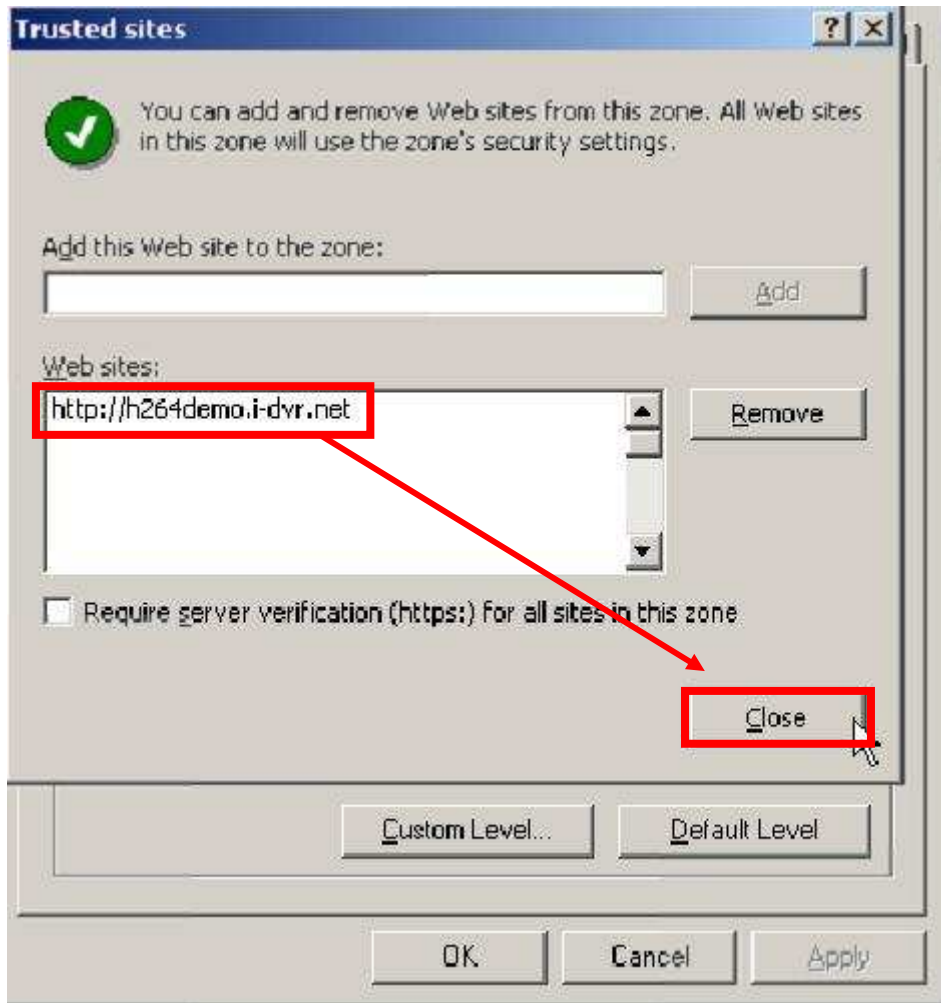 Trusted sites
You can add and remove Web sites from this zone. All Web sites
in this zone will use the zone's security settings.
Add this Web site to the zone:
Add
Web sites:
http://h264demo.i-dvr.net
Remove
Require server verification (https:) for all sites in this zone
Close
Custom Level...
Default Level
OK
Cancel
Apply